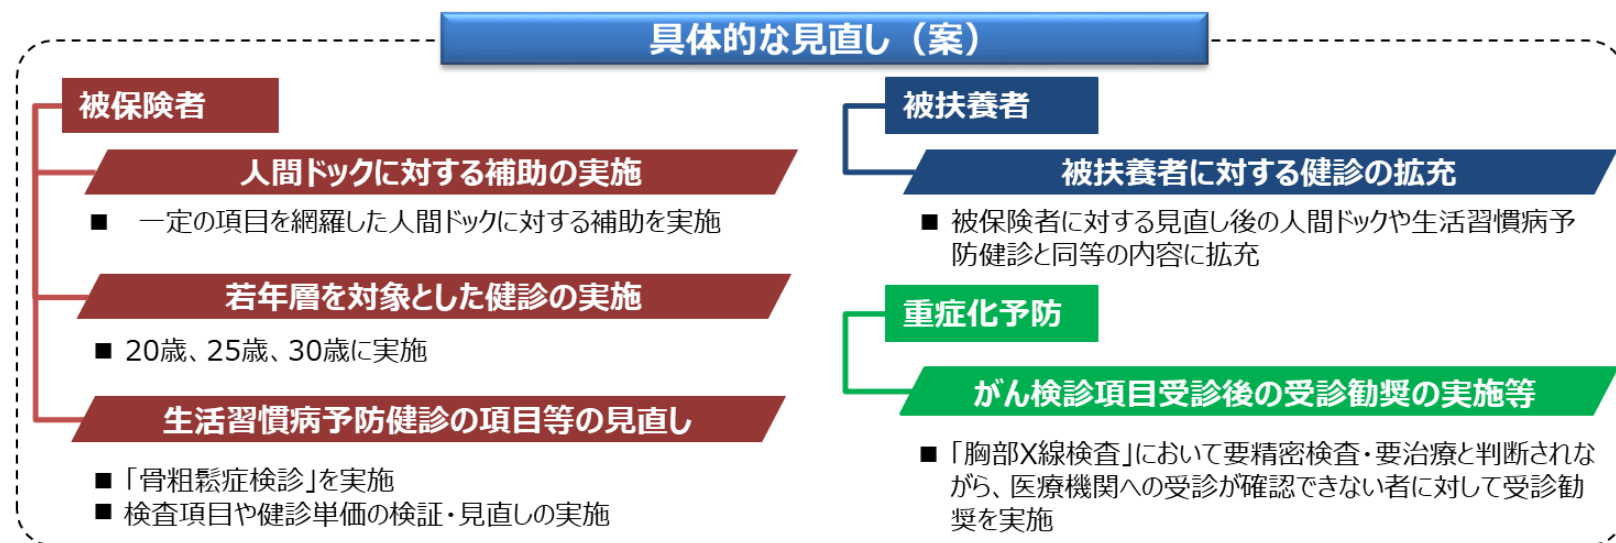 具体的な見直し（案）
被保険者
人間ドックに対する補助の実施
■ 一定の項目を網羅した人間ドックに対する補助を実施
若年層を対象とした健診の実施
■ 20歳、25歳、30歳に実施
生活習慣病予防健診の項目等の見直し
■ 「骨粗鬆症検診」を実施
■ 検査項目や健診単価の検証・見直しの実施
被扶養者
被扶養者に対する健診の拡充
■ 被保険者に対する見直し後の人間ドックや生活習慣病予
防健診と同等の内容に拡充
重症化予防
がん検診項目受診後の受診勧奨の実施等
■ 「胸部X線検査」において要精密検査・要治療と判断されな
がら、医療機関への受診が確認できない者に対して受診勧
奨を実施